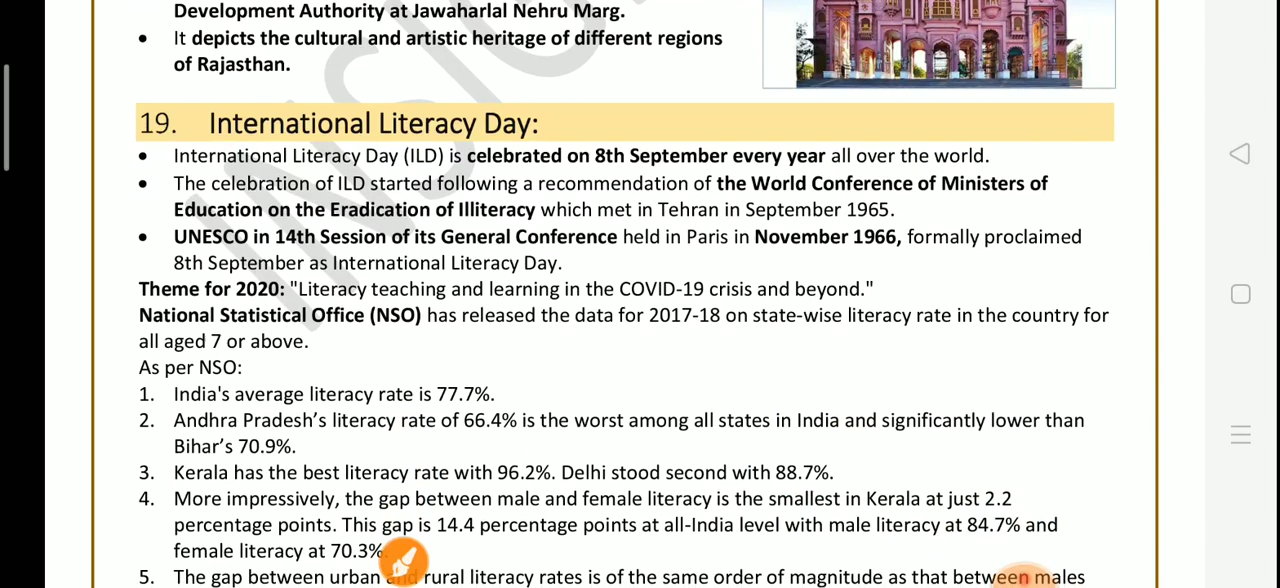 Development Authority at Jawaharlal Nehru Marg.
• It depicts the cultural and artistic heritage of different regions
of Rajasthan.
19. International Literacy Day:
• International Literacy Day (ILD) is celebrated on 8th September every year all over the world.
• The celebration of ILD started following a recommendation of the World Conference of Ministers of
Education on the Eradication of Illiteracy which met in Tehran in September 1965.
• UNESCO in 14th Session of its General Conference held in Paris in November 1966, formally proclaimed
8th September as International Literacy Day.
Theme for 2020: "Literacy teaching and learning in the COVID-19 crisis and beyond."
National Statistical Office (NSO) has released the data for 2017-18 on state-wise literacy rate in the country for
all aged 7 or above.
As per NSO:
1. India's average literacy rate is 77.7%.
2. Andhra Pradesh’s literacy rate of 66.4% is the worst among all states in India and significantly lower than
Bihar’s 70.9%.
3. Kerala has the best literacy rate with 96.2%. Delhi stood second with 88.7%.
4. More impressively, the gap between male and female literacy is the smallest in Kerala at just 2.2
percentage points. This gap is 14.4 percentage points at all-India level with male literacy at 84.7% and
female literacy at 70.3%
5. The gap between urban and rural literacy rates is of the same order of magnitude as that between males